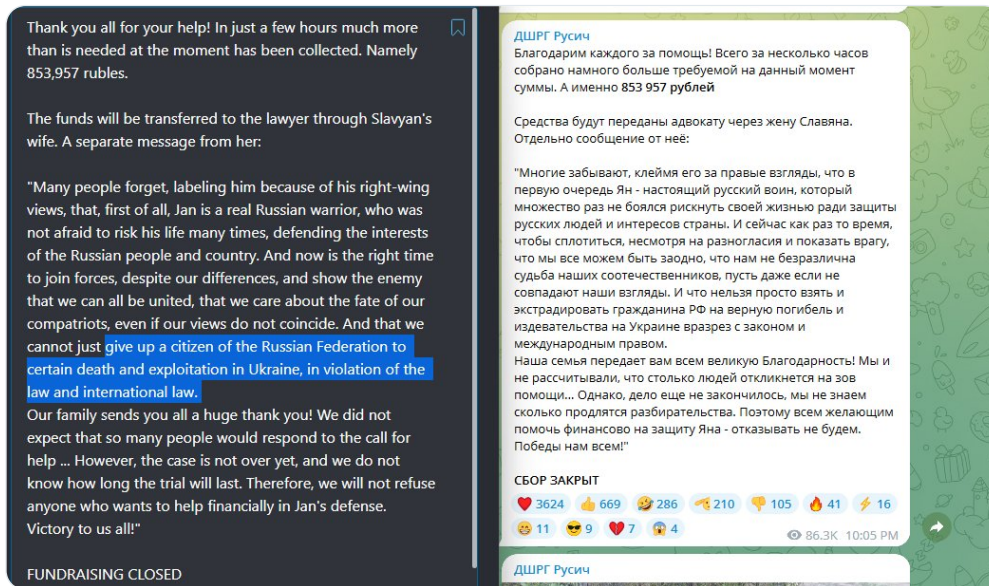 Thank you all for your help! In just a few hours much more
than is needed at the moment has been collected. Namely
853,957 rubles.
The funds will be transferred to the lawyer through Slavyan's
wife. A separate message from her:
"Many people forget, labeling him because of his right-wing
views, that, first of all, Jan is a real Russian warrior, who was
not afraid to risk his life many times, defending the interests
of the Russian people and country. And now is the right time
to join forces, despite our differences, and show the enemy
that we can all be united, that we care about the fate of our
compatriots, even if our views do not coincide. And that we
cannot just give up a citizen of the Russian Federation to
certain death and exploitation in Ukraine, in violation of the
law and international law.
Our family sends you all a huge thank you! We did not
expect that so many people would respond to the call for
help ... However, the case is not over yet, and we do not
know how long the trial will last. Therefore, we will not refuse
anyone who wants to help financially in Jan's defense.
Victory to us all!"
FUNDRAISING CLOSED
ДШРГ Русич
Благодарим каждого за помощь! Всего за несколько часов
собрано намного больше требуемой на данный момент
суммы. А именно 853 957 рублей
Средства будут переданы адвокату через жену Славяна.
Отдельно сообщение от неё:
"Многие забывают, клеймя его за правые взгляды, что в
первую очередь Ян - настоящий русский воин, который
множество раз не боялся рискнуть своей жизнью ради защиты
русских людей и интересов страны. И сейчас как раз то время,
чтобы сплотиться, несмотря на разногласия и показать врагу,
что мы все можем быть заодно, что нам не безразлична
судьба наших соотечественников, пусть даже если не
совпадают наши взгляды. И что нельзя просто взять и
экстрадировать гражданина РФ на верную погибель и
издевательства на Украине вразрез с законом и
международным правом.
Наша семья передает вам всем великую Благодарность! Мы и
не рассчитывали, что столько людей откликнется на зов
помощи... Однако, дело еще не закончилось, мы не знаем
сколько продлятся разбирательства. Поэтому всем желающим
помочь финансово на защиту Яна - отказывать не будем.
Победы нам всем!"
СБОР ЗАКРЫТ
3624 669 286 210 105 41 16
11 9 7 4 86.3K 10:05 PM
ДШРГ Русич